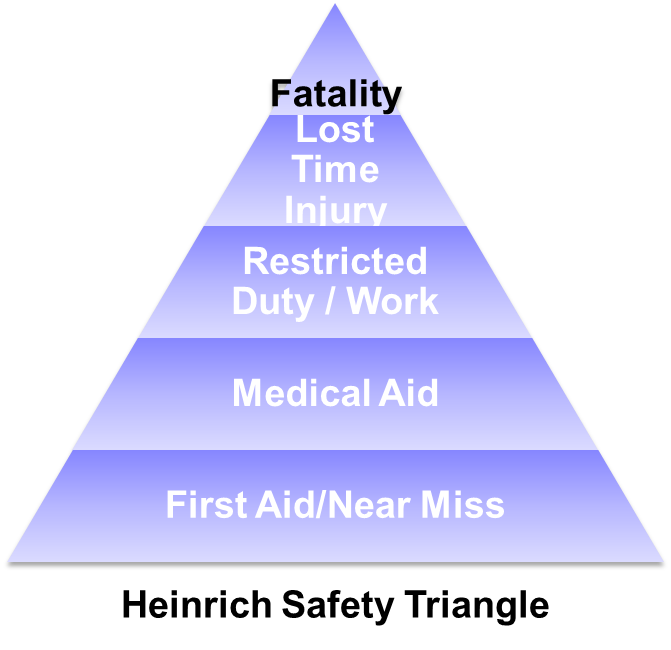 Fatality
Lost
Time
Injury
Restricted
Duty / Work
Medical Aid
First Aid/Near Miss
Heinrich Safety Triangle